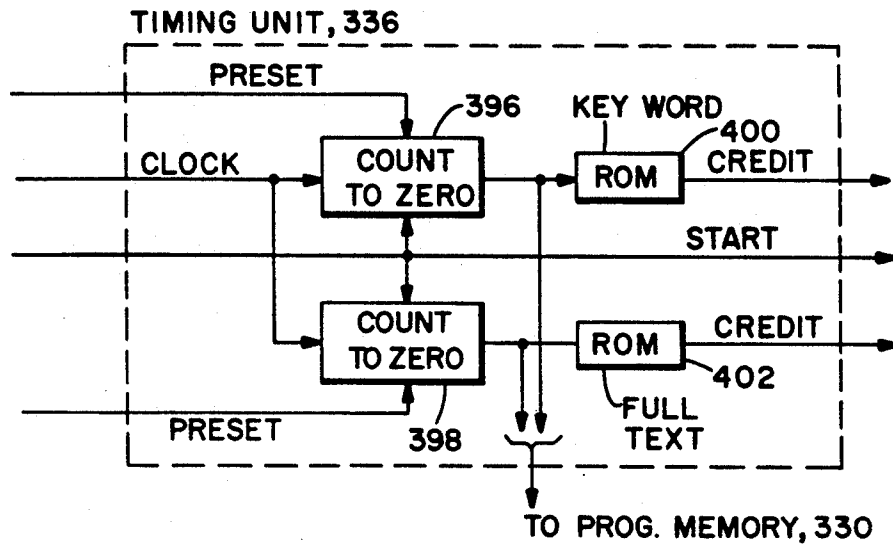 TIMING UNIT, 336
PRESET
396
KEY WORD
400
CLOCK
COUNT
TO ZERO
ROM
CREDIT
START
COUNT
TO ZERO
ROM
CREDIT
402
PRESET
398
FULL
TEXT
TO PROG. MEMORY, 330